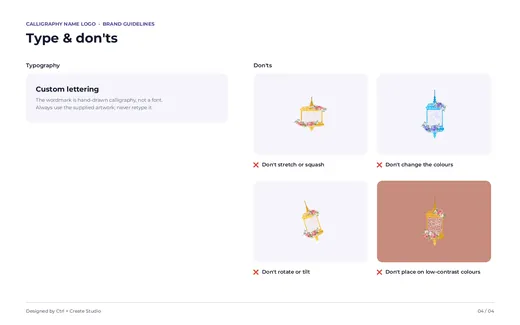 CALLIGRAPHY NAME LOGO · BRAND GUIDELINES
Type & don'ts
Typography
Custom lettering
The wordmark is hand-drawn calligraphy, not a font.
Always use the supplied artwork; never retype it.
Don'ts
Don't stretch or squash
Don't change the colours
Don't rotate or tilt
Don't place on low-contrast colours
Designed by Ctrl + Create Studio
04 / 04